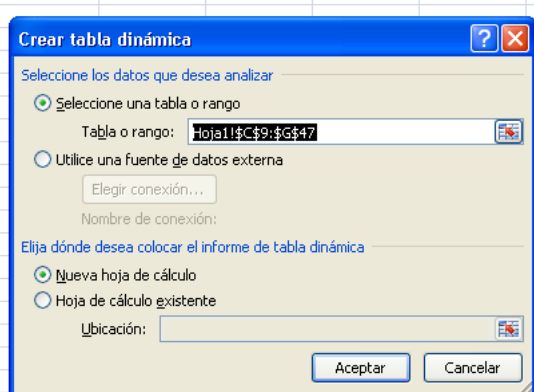 Crear tabla dinámica
Seleccione los datos que desea analizar
Seleccione una tabla o rango
Tabla o rango: Hoja1!$C$9:$G$47
Utilice una fuente de datos externa
Elegir conexión...
Nombre de conexión:
Elija dónde desea colocar el informe de tabla dinámica
Nueva hoja de cálculo
Hoja de cálculo existente
Ubicación:
Aceptar Cancelar